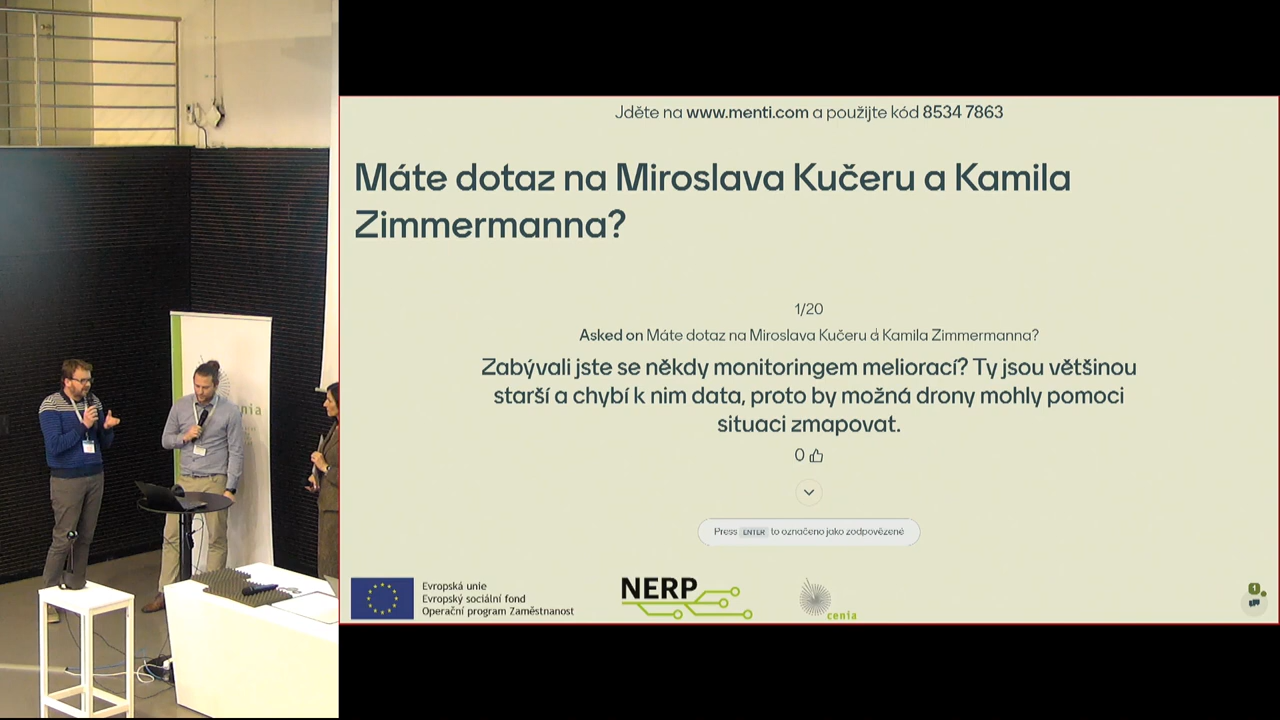 Jděte na www.menti.com a použijte kód 8534 7863
Máte dotaz na Miroslava Kučeru a Kamila
Zimmermanna?
1/20
Asked on Máte dotaz na Miroslava Kučeru a Kamila Zimmermanna?
Zabývali jste se někdy monitoringem meliorací? Ty jsou většinou
starší a chybí k nim data, proto by možná drony mohly pomoci
situaci zmapovat.
0
Press ENTER to označeno jako zodpovězené
Evropská unie
Evropský sociální fond
Operační program Zaměstnanost
NERP
cenia
1
enia